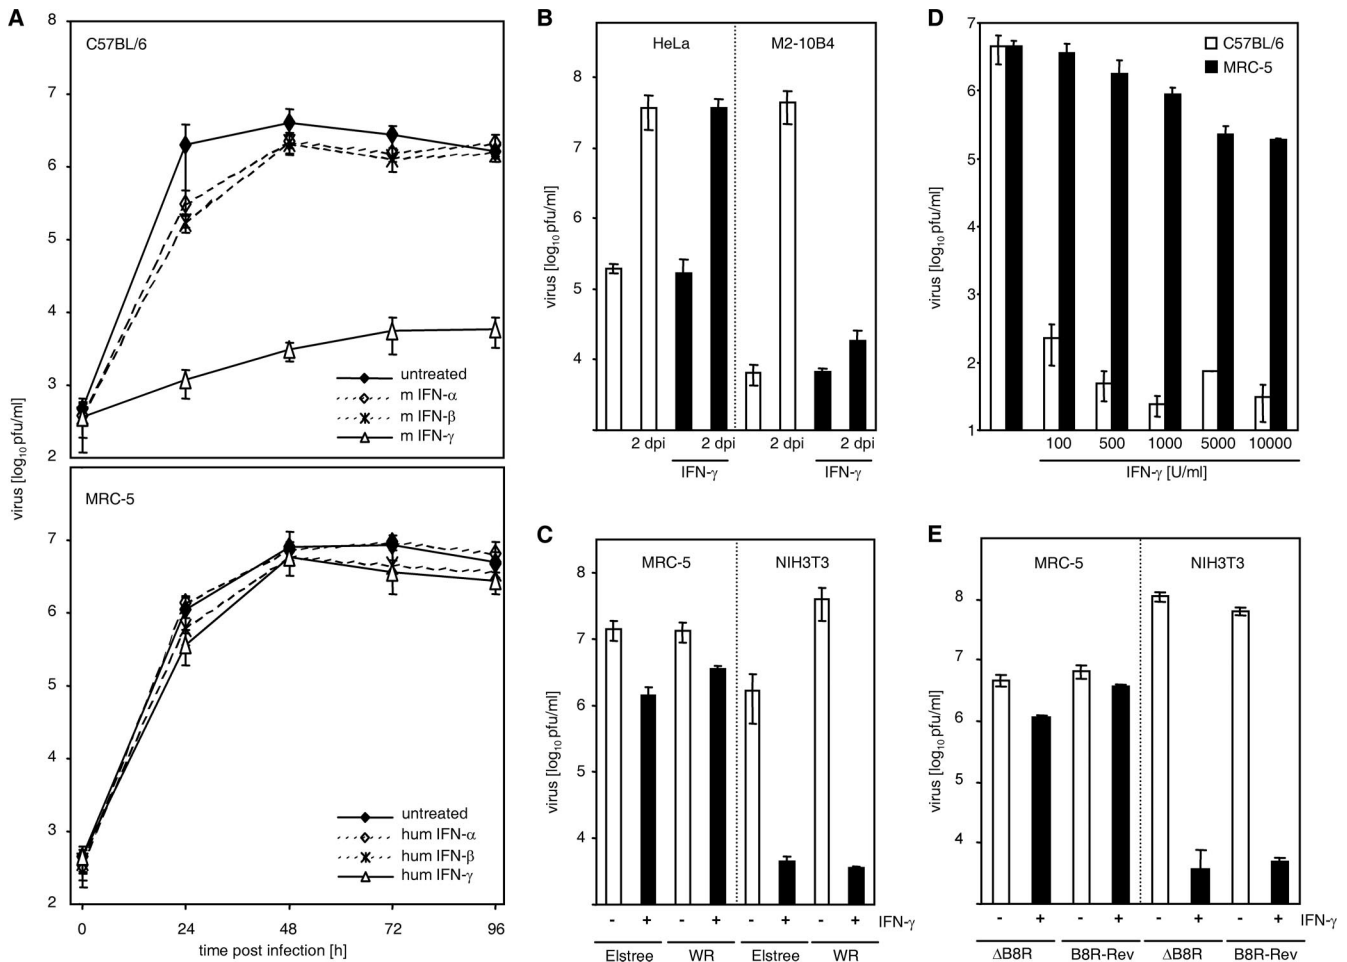 A
8
7
6
5
4
3
2
C57BL/6
untreated
m IFN-α
m IFN-β
m IFN-γ
virus [log10 pfu/ml]
MRC-5
7
6
5
4
3
2
untreated
hum IFN-α
hum IFN-β
hum IFN-γ
0 24 48 72 96
time post infection [h]
B
HeLa M2-10B4
8
7
6
5
4
virus [log10 pfu/ml]
2 dpi 2 dpi 2 dpi 2 dpi
IFN-γ IFN-γ
C
MRC-5 NIH3T3
8
7
6
5
4
virus [log10 pfu/ml]
- + - + - + - + IFN-γ
Elstree WR Elstree WR
D
C57BL/6
MRC-5
7
6
5
4
3
2
1
virus [log10 pfu/ml]
100 500 1000 5000 10000
IFN-γ [U/ml]
E
MRC-5 NIH3T3
8
7
6
5
4
virus [log10 pfu/ml]
- + - + - + - + IFN-γ
ΔB8R B8R-Rev ΔB8R B8R-Rev